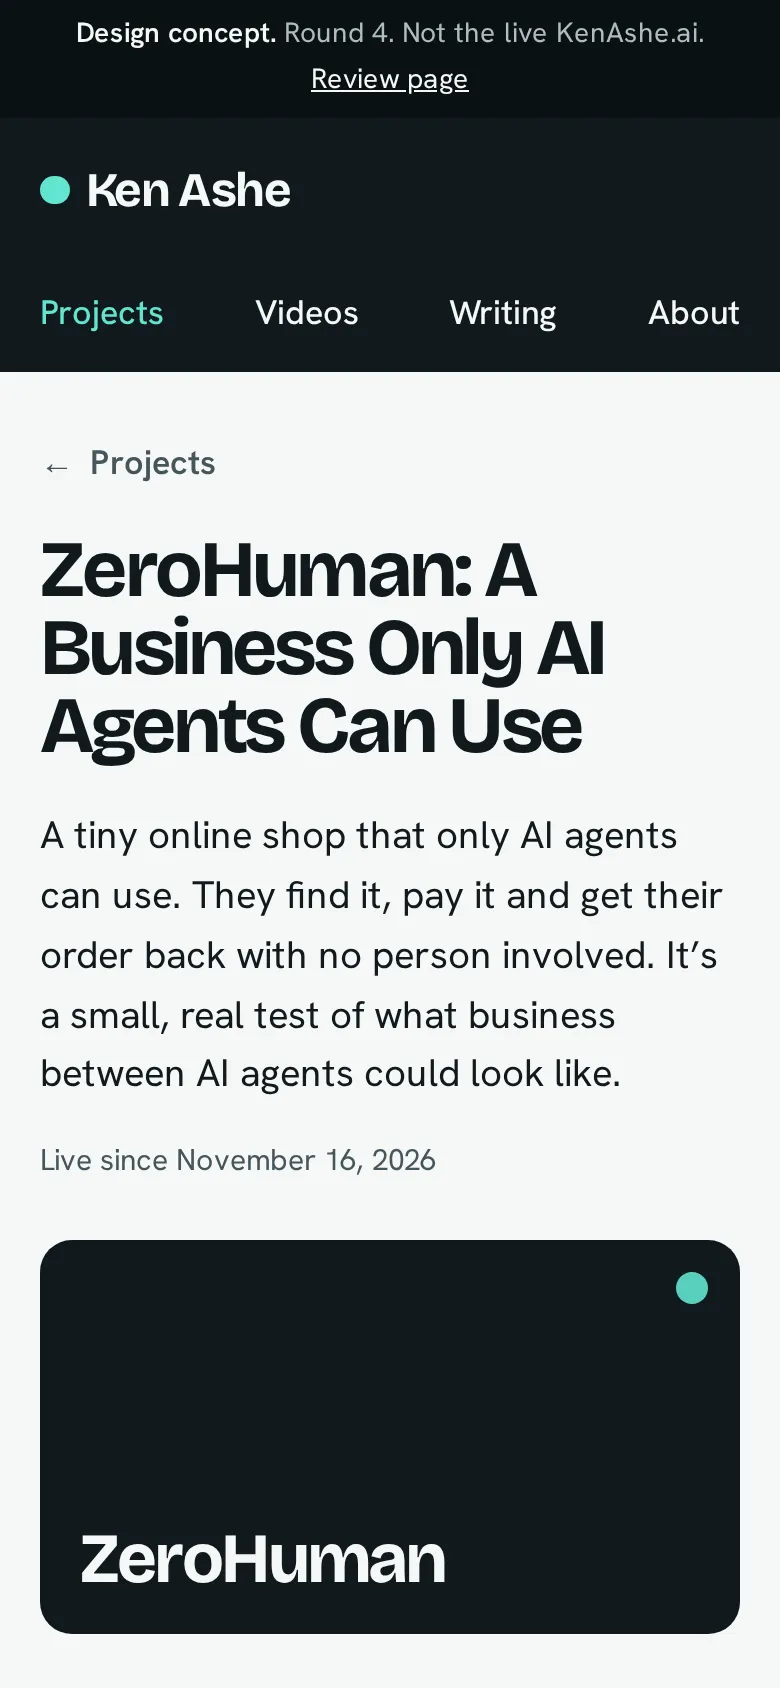 Design concept. Round 4. Not the live KenAshe.ai.
Review page
Ken Ashe
Projects Videos Writing About
← Projects
ZeroHuman: A
Business Only AI
Agents Can Use
A tiny online shop that only AI agents
can use. They find it, pay it and get their
order back with no person involved. It’s
a small, real test of what business
between AI agents could look like.
Live since November 16, 2026
ZeroHuman